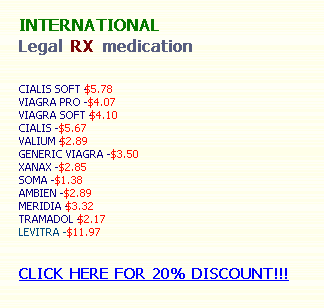 INTERNATIONAL
Legal RX medication
CIALIS SOFT $5.78
VIAGRA PRO -$4.07
VIAGRA SOFT $4.10
CIALIS -$5.67
VALIUM $2.89
GENERIC VIAGRA -$3.50
XANAX -$2.85
SOMA -$1.38
AMBIEN -$2.89
MERIDIA $3.32
TRAMADOL $2.17
LEVITRA -$11.97
CLICK HERE FOR 20% DISCOUNT!!!